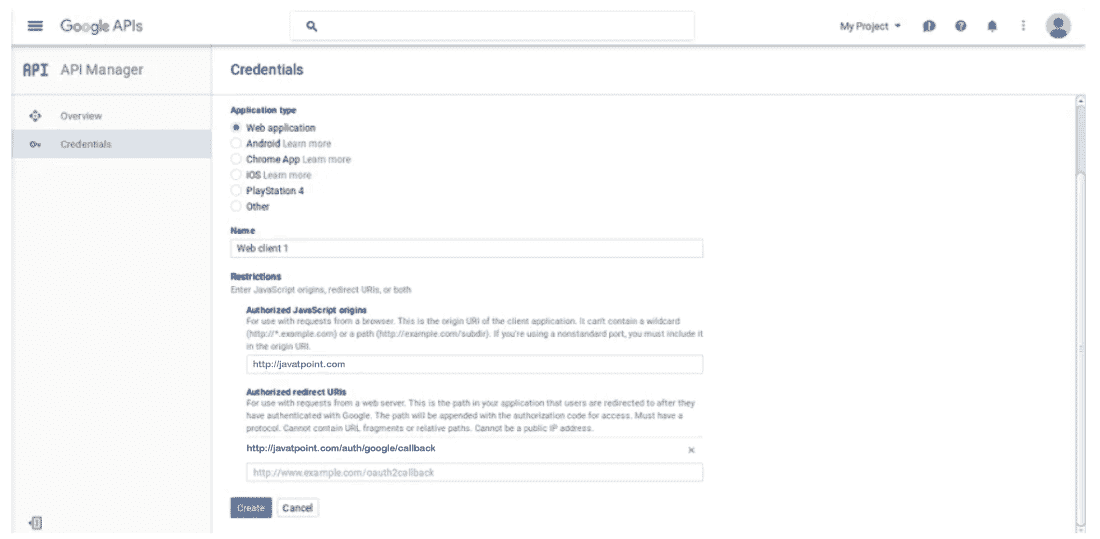 Google APIs
My Project
API API Manager
Credentials
Overview
Credentials
Application type
Web application
Android Learn more
Chrome App Learn more
iOS Learn more
PlayStation 4
Other
Name
Web client 1
Restrictions
Enter JavaScript origins, redirect URIs, or both
Authorized JavaScript origins
For use with requests from a browser. This is the origin URI of the client application. It can't contain a wildcard
(http://*.example.com) or a path (http://example.com/subdir). If you're using a nonstandard port, you must include it
in the origin URI.
http://javatpoint.com
Authorized redirect URIs
For use with requests from a web server. This is the path in your application that users are redirected to after they
have authenticated with Google. The path will be appended with the authorization code for access. Must have a
protocol. Cannot contain URL fragments or relative paths. Cannot be a public IP address.
http://javatpoint.com/auth/google/callback
http://www.example.com/oauth2callback
Create Cancel